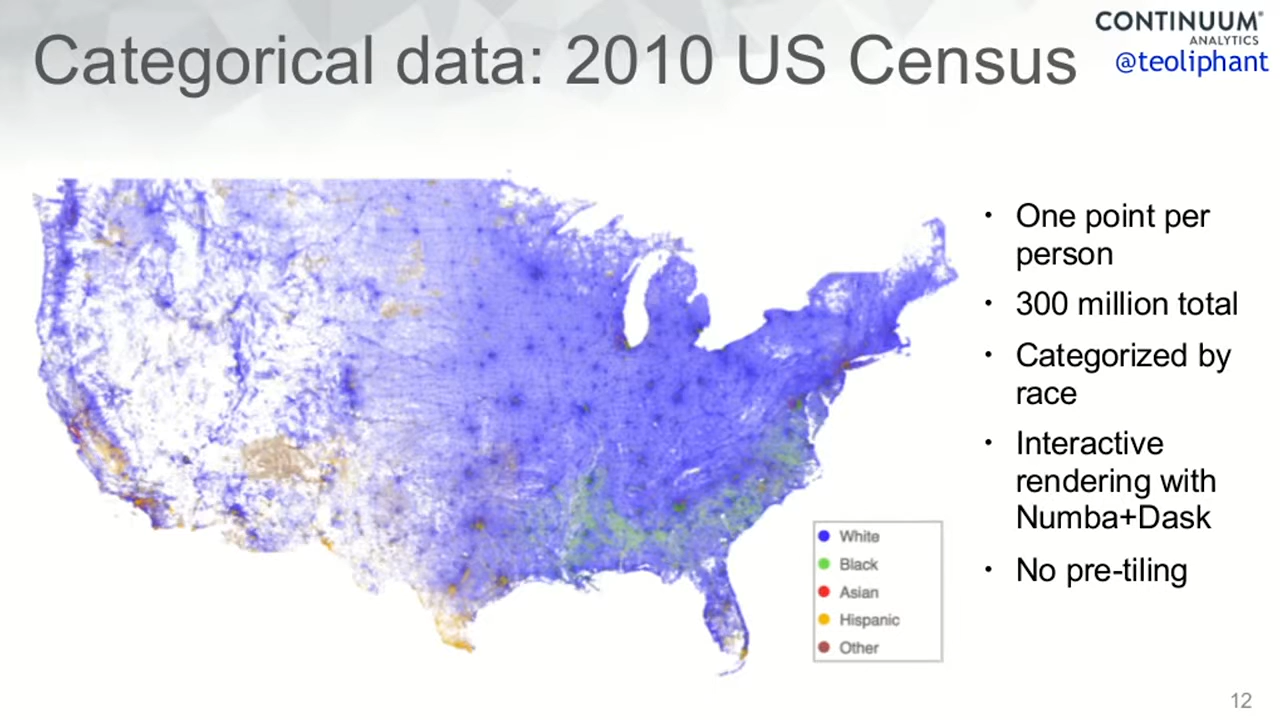 Categorical data: 2010 US Census
CONTINUUM®
ANALYTICS
@teoliphant
• One point per
person
• 300 million total
• Categorized by
race
• Interactive
rendering with
Numba+Dask
• No pre-tiling
White
Black
Asian
Hispanic
Other
12